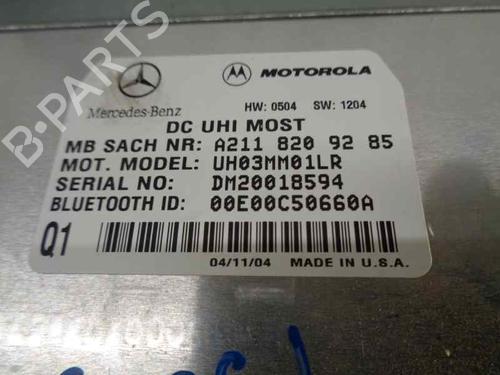 MOTOROLA
Mercedes-Benz
HW: 0504 SW: 1204
DC UHI MOST
MB SACH NR: A211 820 92 85
MOT. MODEL: UH03MM01LR
SERIAL NO: DM20018594
BLUETOOTH ID: 00E00C50660A
Q1
04/11/04 MADE IN U.S.A.